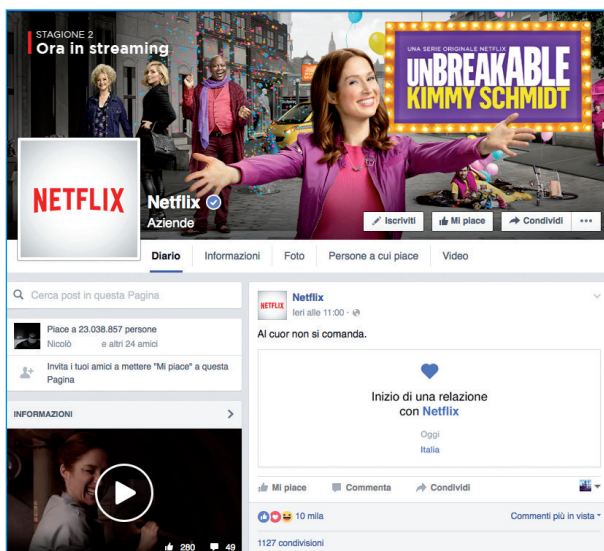 STAGIONE 2
Ora in streaming
UNA SERIE ORIGINALE NETFLIX
UNBREAKABLE
KIMMY SCHMIDT
NETFLIX
Netflix
Aziende
Iscriviti
Mi piace
Condividi
Diario Informazioni Foto Persone a cui piace Video
Cerca post in questa Pagina
Piace a 23.038.857 persone
Nicolò e altri 24 amici
Invita i tuoi amici a mettere "Mi piace" a questa
Pagina
INFORMAZIONI
280 49
NETFLIX
Netflix
Ieri alle 11:00 ·
Al cuor non si comanda.
Inizio di una relazione
con Netflix
Oggi
Italia
Mi piace Commenta Condividi
10 mila Commenti più in vista
1127 condivisioni